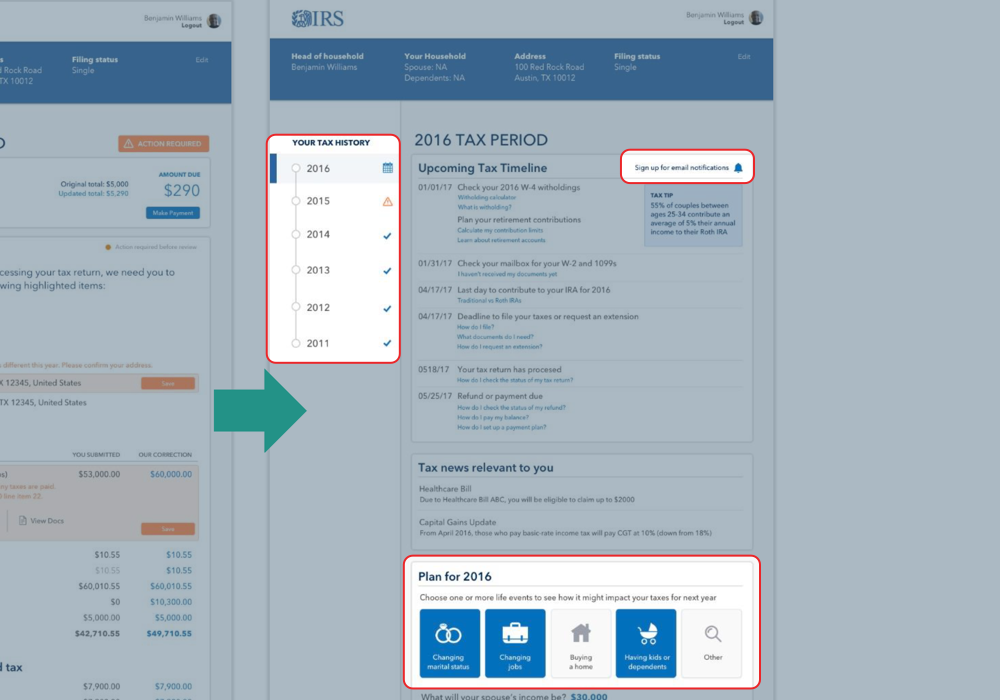 Benjamin Williams
Logout
Filing status
Edit
Rock Road
Single
TX 10012
ACTION REQUIRED
AMOUNT DUE
Original total: $5,000
Updated total: $5,290
$290
Make Payment
Action required before review
cessing your tax return, we need you to
wing highlighted items:
different this year. Please confirm your address.
X 12345, United States
Save
TX 12345, United States
YOU SUBMITTED
OUR CORRECTION
$53,000.00
$60,000.00
my taxes are paid.
line item 22.
View Docs
Save
$10.55
$10.55
$10.55
$10.55
$60,010.55
$60,010.55
$0
$10,300.00
$5,000.00
$5,000.00
$42,710.55
$49,710.55
tax
$7,900.00
$7,900.00
IRS
Benjamin Williams
Logout
Head of household
Benjamin Williams
Your Household
Spouse: NA
Dependents: NA
Address
100 Red Rock Road
Austin, TX 10012
Filing status
Single
Edit
YOUR TAX HISTORY
2016
2015
2014
2013
2012
2011
2016 TAX PERIOD
Upcoming Tax Timeline
Sign up for email notifications
01/01/17 Check your 2016 W-4 witholdings
Witholding calculator
What is witholding?
Plan your retirement contributions
Calculate my contribution limits
Learn about retirement accounts
TAX TIP
55% of couples between
ages 25-34 contribute an
average of 5% their annual
income to their Roth IRA
01/31/17 Check your mailbox for your W-2 and 1099s
I haven't received my documents yet
04/17/17 Last day to contribute to your IRA for 2016
Traditional vs Roth IRAs
04/17/17 Deadline to file your taxes or request an extension
How do I file?
What documents do I need?
How do I request an extension?
0518/17 Your tax return has procesed
How do I check the status of my tax return?
05/25/17 Refund or payment due
How do I check the status of my refund?
How do I pay my balance?
How do I set up a payment plan?
Tax news relevant to you
Healthcare Bill
Due to Healthcare Bill ABC, you will be eligible to claim up to $2000
Capital Gains Update
From April 2016, those who pay basic-rate income tax will pay CGT at 10% (down from 18%)
Plan for 2016
Choose one or more life events to see how it might impact your taxes for next year
Changing
marital status
Changing
jobs
Buying
a home
Having kids or
dependents
Other
What will your spouse's income be? $30,000